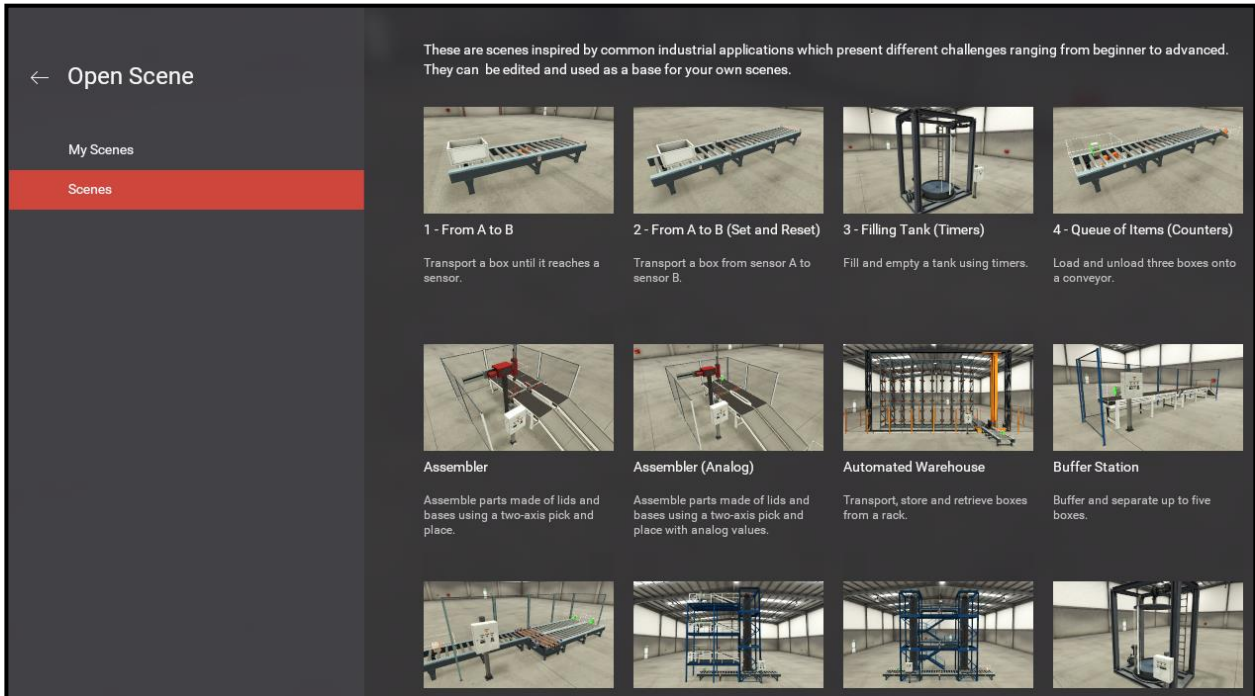 These are scenes inspired by common industrial applications which present different challenges ranging from beginner to advanced.
They can be edited and used as a base for your own scenes.
← Open Scene
My Scenes
Scenes
1 - From A to B
Transport a box until it reaches a
sensor.
2 - From A to B (Set and Reset)
Transport a box from sensor A to
sensor B.
3 - Filling Tank (Timers)
Fill and empty a tank using timers.
4 - Queue of Items (Counters)
Load and unload three boxes onto
a conveyor.
Assembler
Assemble parts made of lids and
bases using a two-axis pick and
place.
Assembler (Analog)
Assemble parts made of lids and
bases using a two-axis pick and
place with analog values.
Automated Warehouse
Transport, store and retrieve boxes
from a rack.
Buffer Station
Buffer and separate up to five
boxes.